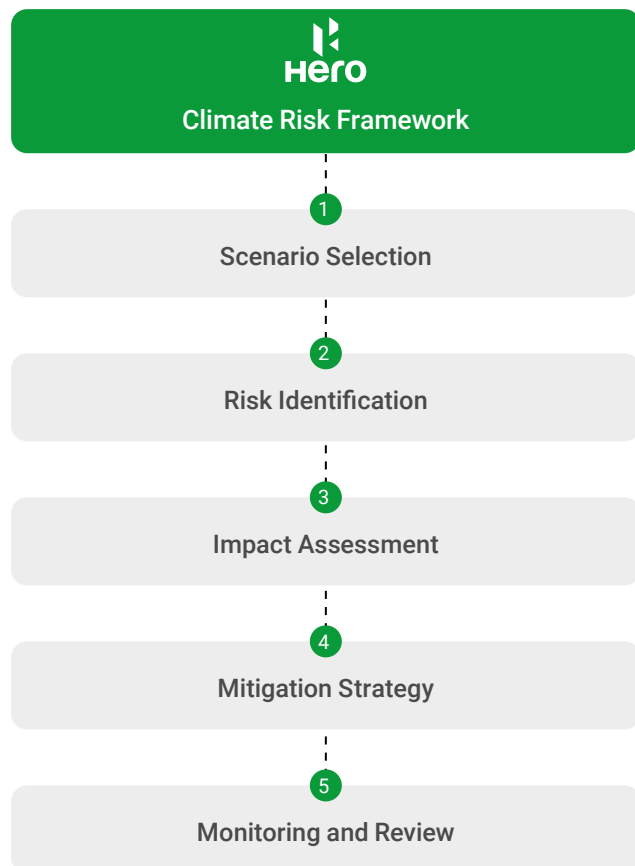 Hero
Climate Risk Framework
1
Scenario Selection
2
Risk Identification
3
Impact Assessment
4
Mitigation Strategy
5
Monitoring and Review